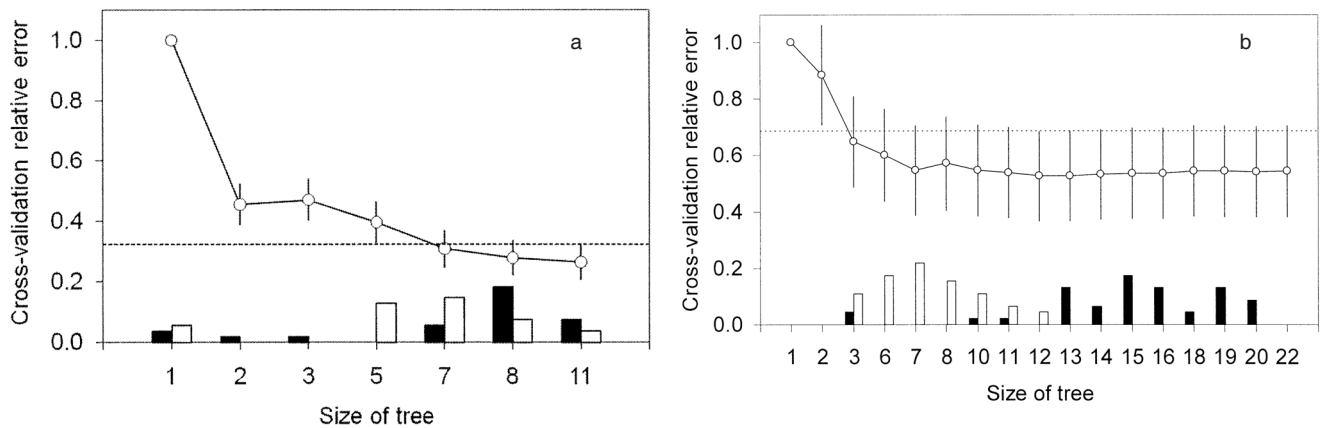 a
Cross-validation relative error
1.0
0.8
0.6
0.4
0.2
0.0
1 2 3 5 7 8 11
Size of tree
b
Cross-validation relative error
1.0
0.8
0.6
0.4
0.2
0.0
1 2 3 6 7 8 10 11 12 13 14 15 16 18 19 20 22
Size of tree